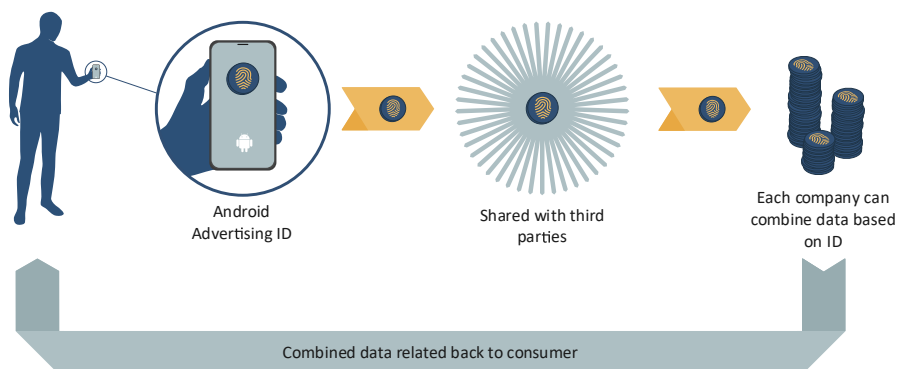 Android
Advertising ID
Shared with third
parties
Each company can
combine data based
on ID
Combined data related back to consumer